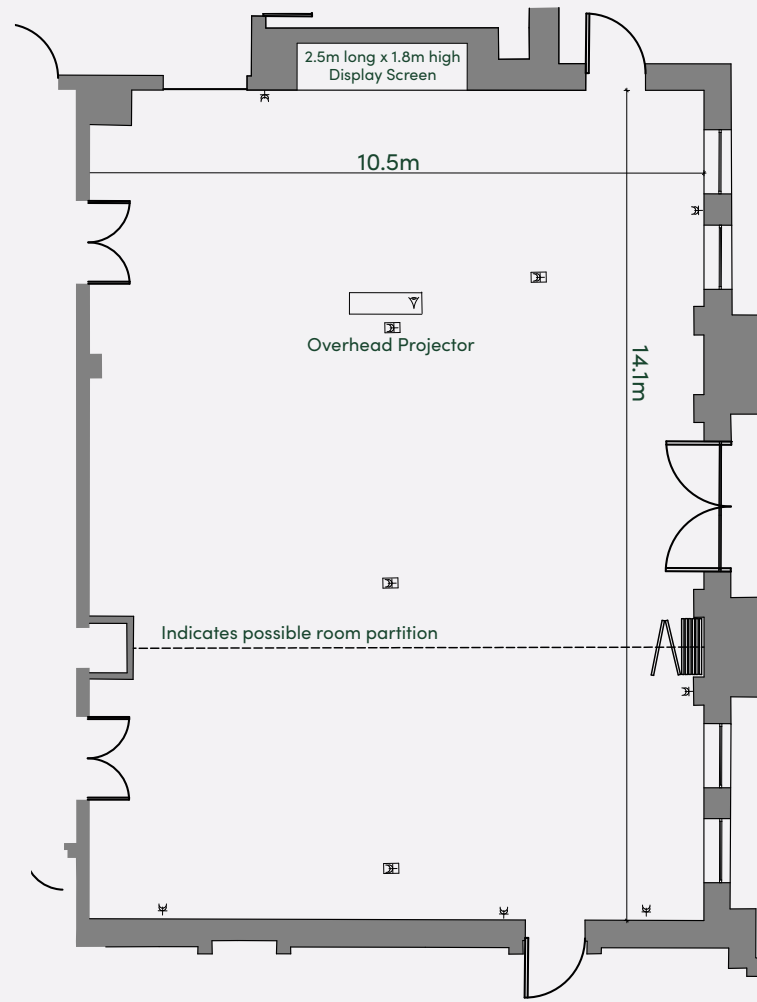 2.5m long x 1.8m high
Display Screen
10.5m
Overhead Projector
14.1m
Indicates possible room partition